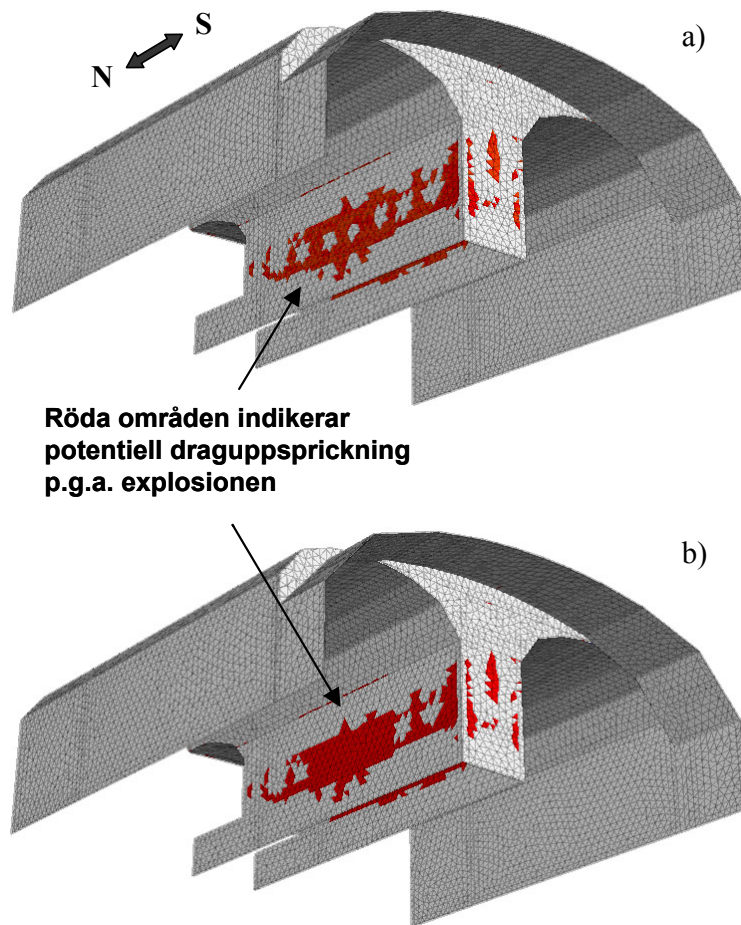 S
a)
N
Röda områden indikerar
potentiell draguppsprickning
p.g.a. explosionen
b)